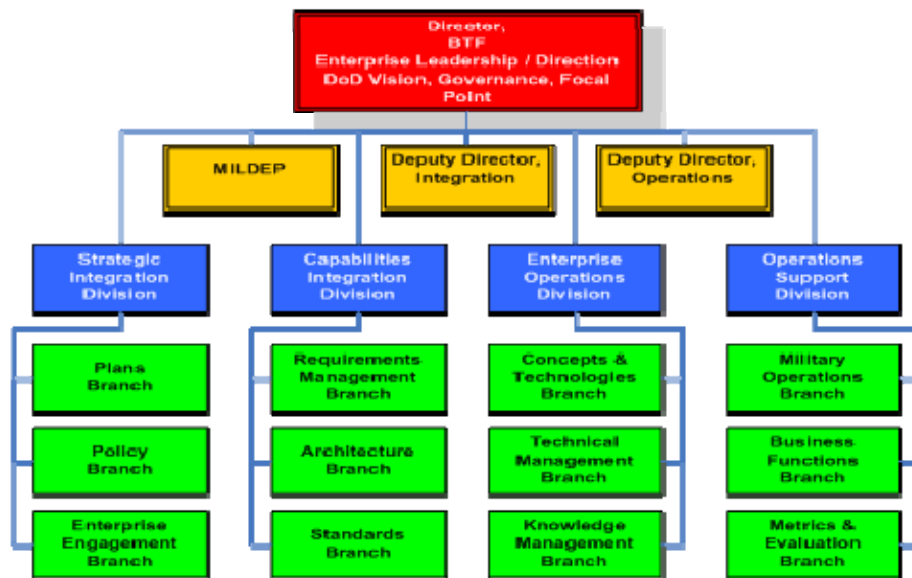 Director,
BTF
Enterprise Leadership / Direction
DoD Vision, Governance, Focal
Point
MILDEP
Deputy Director,
Integration
Deputy Director,
Operations
Strategic
Integration
Division
Capabilities
Integration
Division
Enterprise
Operations
Division
Operations
Support
Division
Plans
Branch
Requirements
Management
Branch
Concepts &
Technologies
Branch
Military
Operations
Branch
Policy
Branch
Architecture
Branch
Technical
Management
Branch
Business
Functions
Branch
Enterprise
Engagement
Branch
Standards
Branch
Knowledge
Management
Branch
Metrics &
Evaluation
Branch